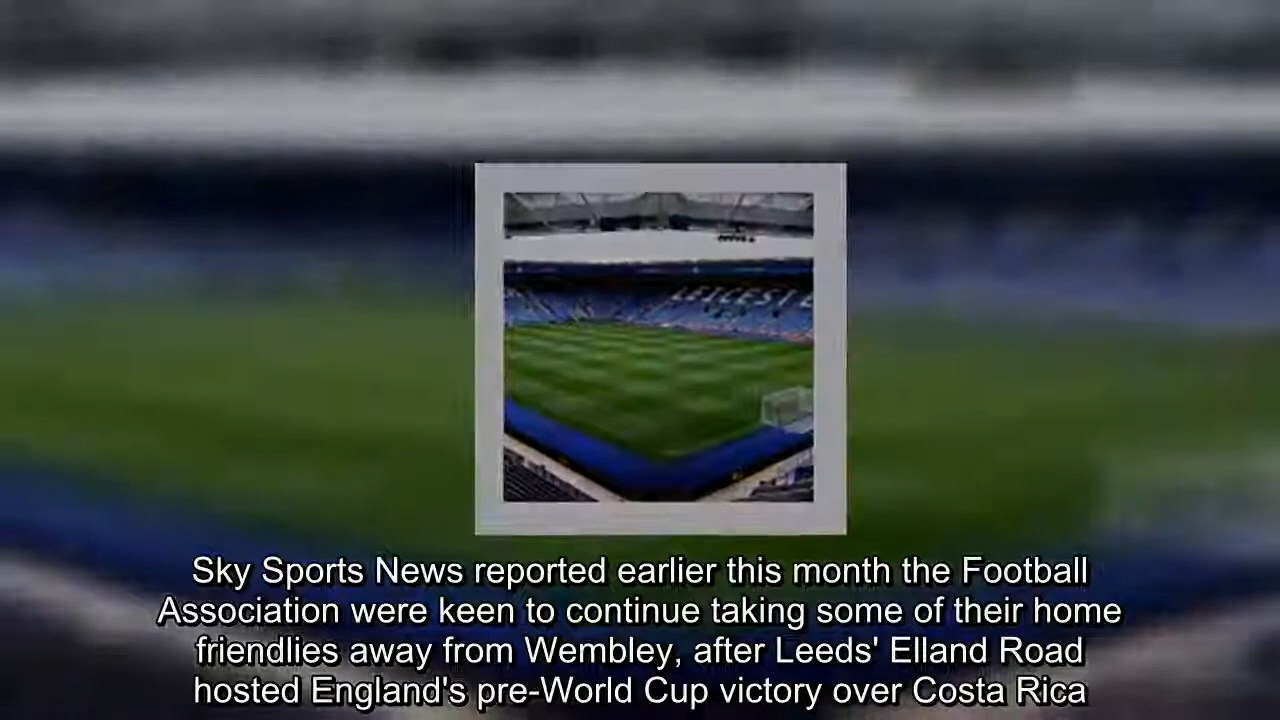 LEICESTE
Sky Sports News reported earlier this month the Football
Association were keen to continue taking some of their home
friendlies away from Wembley, after Leeds' Elland Road
hosted England's pre-World Cup victory over Costa Rica